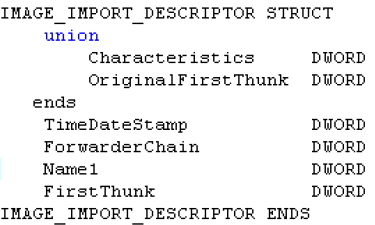 IMAGE_IMPORT_DESCRIPTOR STRUCT
union
Characteristics DWORD
OriginalFirstThunk DWORD
ends
TimeDateStamp DWORD
ForwarderChain DWORD
Name1 DWORD
FirstThunk DWORD
IMAGE_IMPORT_DESCRIPTOR ENDS